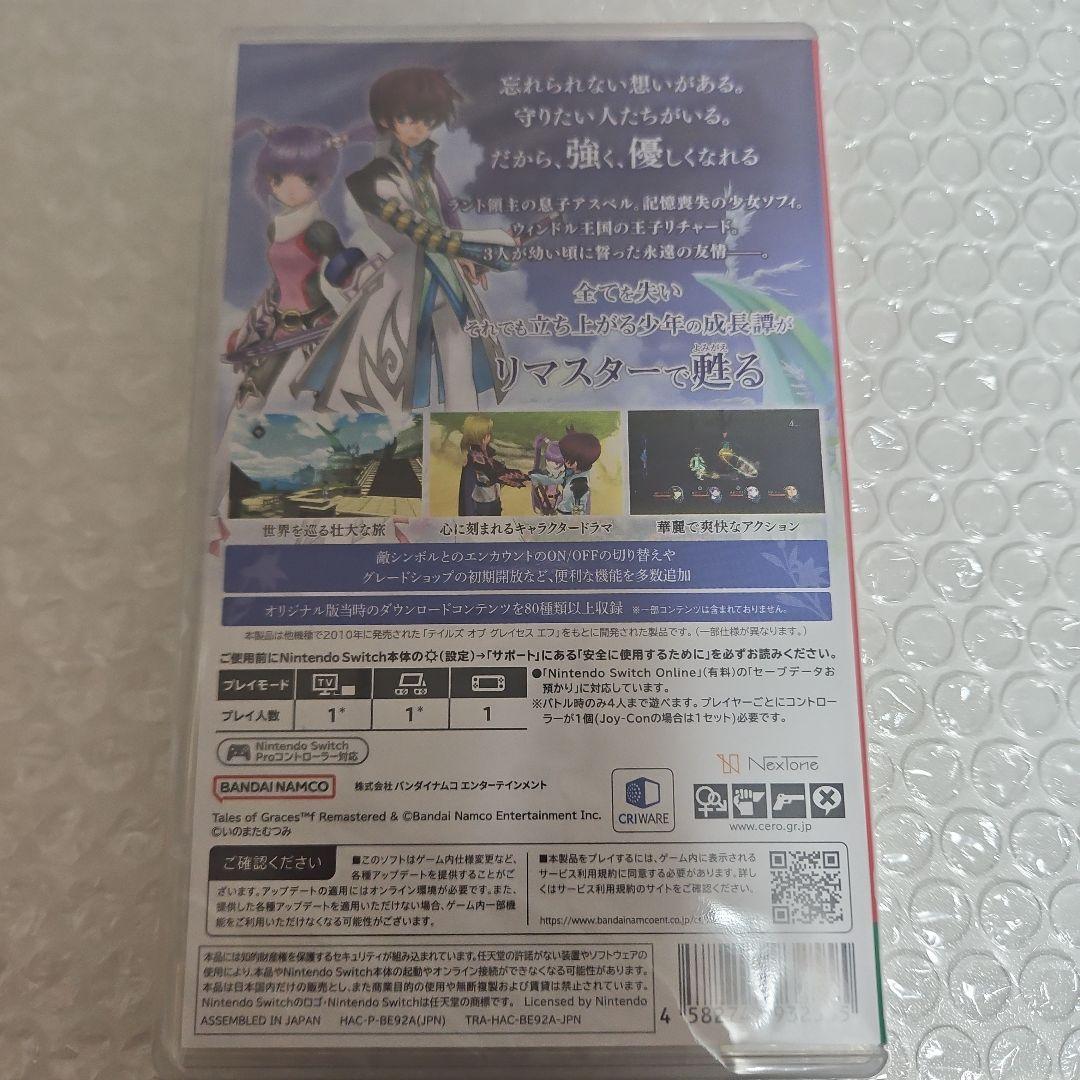 忘れられない想いがある。
守りたい人たちがいる。
だから、強く、優しくなれる
ラント領主の息子アスベル。記憶喪失の少女ソフィ。
ウィンドル王国の王子リチャード。
3人が幼い頃に誓った永遠の友情――。
全てを失い
それでも立ち上がる少年の成長譚が
よみがえ
リマスターで甦る
世界を巡る壮大な旅
心に刻まれるキャラクタードラマ
華麗で爽快なアクション
敵シンボルとのエンカウントのON/OFFの切り替えや
グレードショップの初期開放など、便利な機能を多数追加
オリジナル版当時のダウンロードコンテンツを80種類以上収録 ※一部コンテンツは含まれておりません。
本製品は他機種で2010年に発売された「テイルズ オブ グレイセス エフ」をもとに開発された製品です。(一部仕様が異なります。)
ご使用前にNintendo Switch本体の(設定)→「サポート」にある「安全に使用するために」を必ずお読みください。
プレイモード TV
プレイ人数 1* 1* 1
●「Nintendo Switch Online」(有料)の「セーブデータお
預かり」に対応しています。
※バトル時のみ4人まで遊べます。プレイヤーごとにコントロー
ラーが1個(Joy-Conの場合は1セット)必要です。
Nintendo Switch
Proコントローラー対応
NexTone
BANDAI NAMCO 株式会社 バンダイナムコ エンターテインメント
CRIWARE
www.cero.gr.jp
Tales of Graces™f Remastered & ©Bandai Namco Entertainment Inc.
©いのまたむつみ
ご確認ください
■このソフトはゲーム内仕様変更など、
各種アップデートを提供することがご
ざいます。アップデートの適用にはオンライン環境が必要です。また、
提供した各種アップデートを適用いただけない場合、ゲーム内一部機
能をご利用いただけなくなる可能性がございます。
■本製品をプレイするには、ゲーム内に表示される
サービス利用規約に同意する必要があります。詳し
くはサービス利用規約のサイトをご確認ください。
https://www.bandainamcoent.co.jp/cs/
本品には知的財産権を保護するセキュリティが組み込まれています。任天堂の許諾がない装置やソフトウェアの
使用により、本品やNintendo Switch本体の起動やオンライン接続ができなくなる可能性があります。
本品は日本国内だけの販売とし、また商業目的の使用や無断複製および賃貸は禁止されています。
Nintendo Switchのロゴ・Nintendo Switchは任天堂の商標です。 Licensed by Nintendo
ASSEMBLED IN JAPAN HAC-P-BE92A(JPN) TRA-HAC-BE92A-JPN